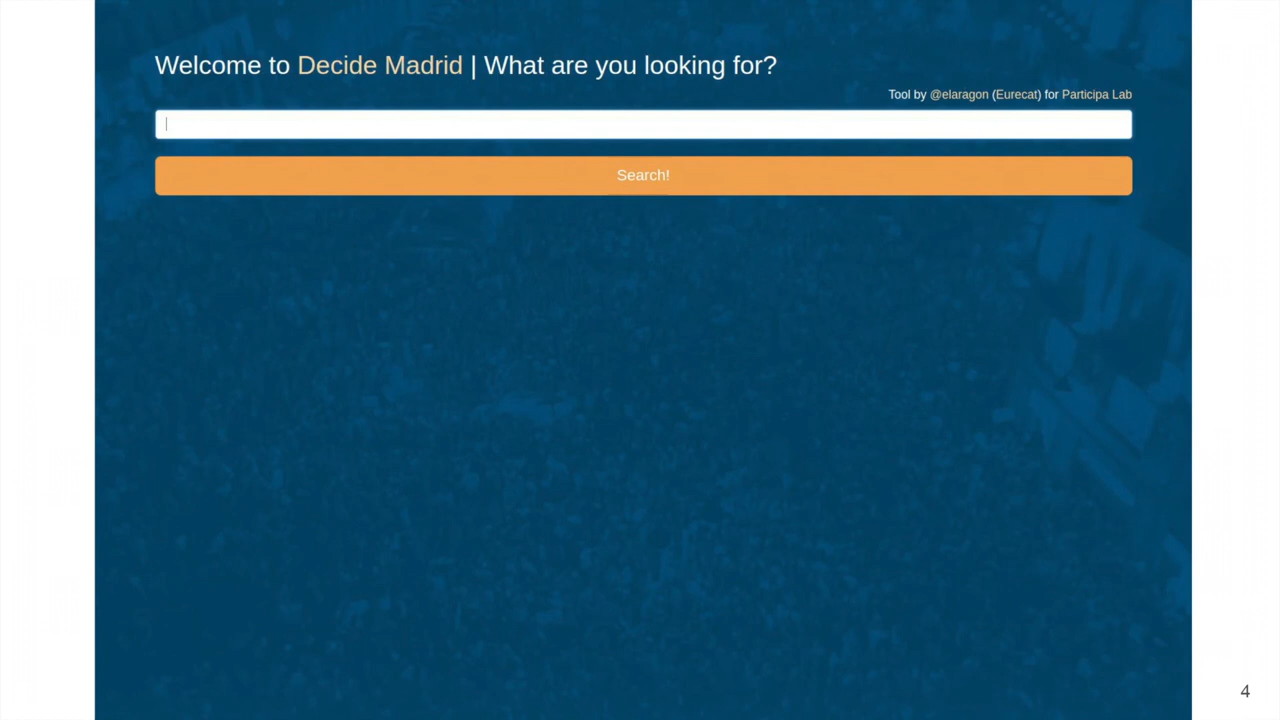 Welcome to Decide Madrid | What are you looking for?
Tool by @elaragon (Eurecat) for Participa Lab
Search!
4